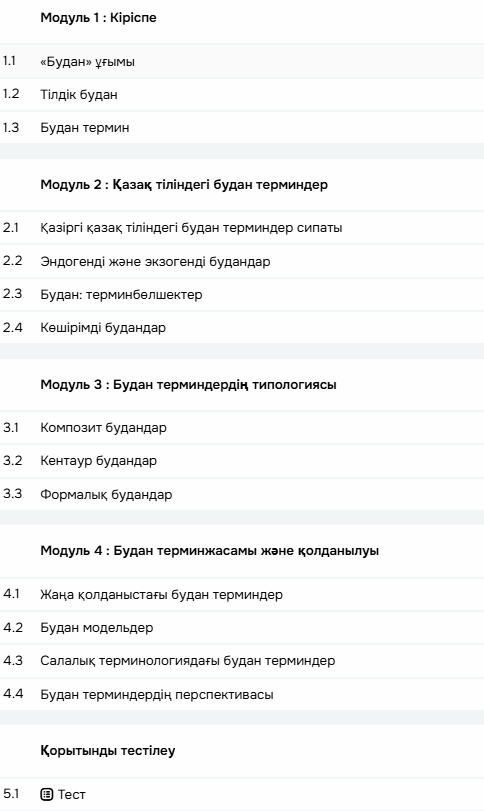 Модуль 1 : Кіріспе
1.1 «Будан» ұғымы
1.2 Тілдік будан
1.3 Будан термин
Модуль 2 : Қазақ тіліндегі будан терминдер
2.1 Қазіргі қазақ тіліндегі будан терминдер сипаты
2.2 Эндогенді және экзогенді будандар
2.3 Будан: терминбөлшектер
2.4 Көшірімді будандар
Модуль 3 : Будан терминдердің типологиясы
3.1 Композит будандар
3.2 Кентаур будандар
3.3 Формалық будандар
Модуль 4 : Будан терминжасамы және қолданылуы
4.1 Жаңа қолданыстағы будан терминдер
4.2 Будан модельдер
4.3 Салалық терминологиядағы будан терминдер
4.4 Будан терминдердің перспективасы
Қорытынды тестілеу
5.1 Тест